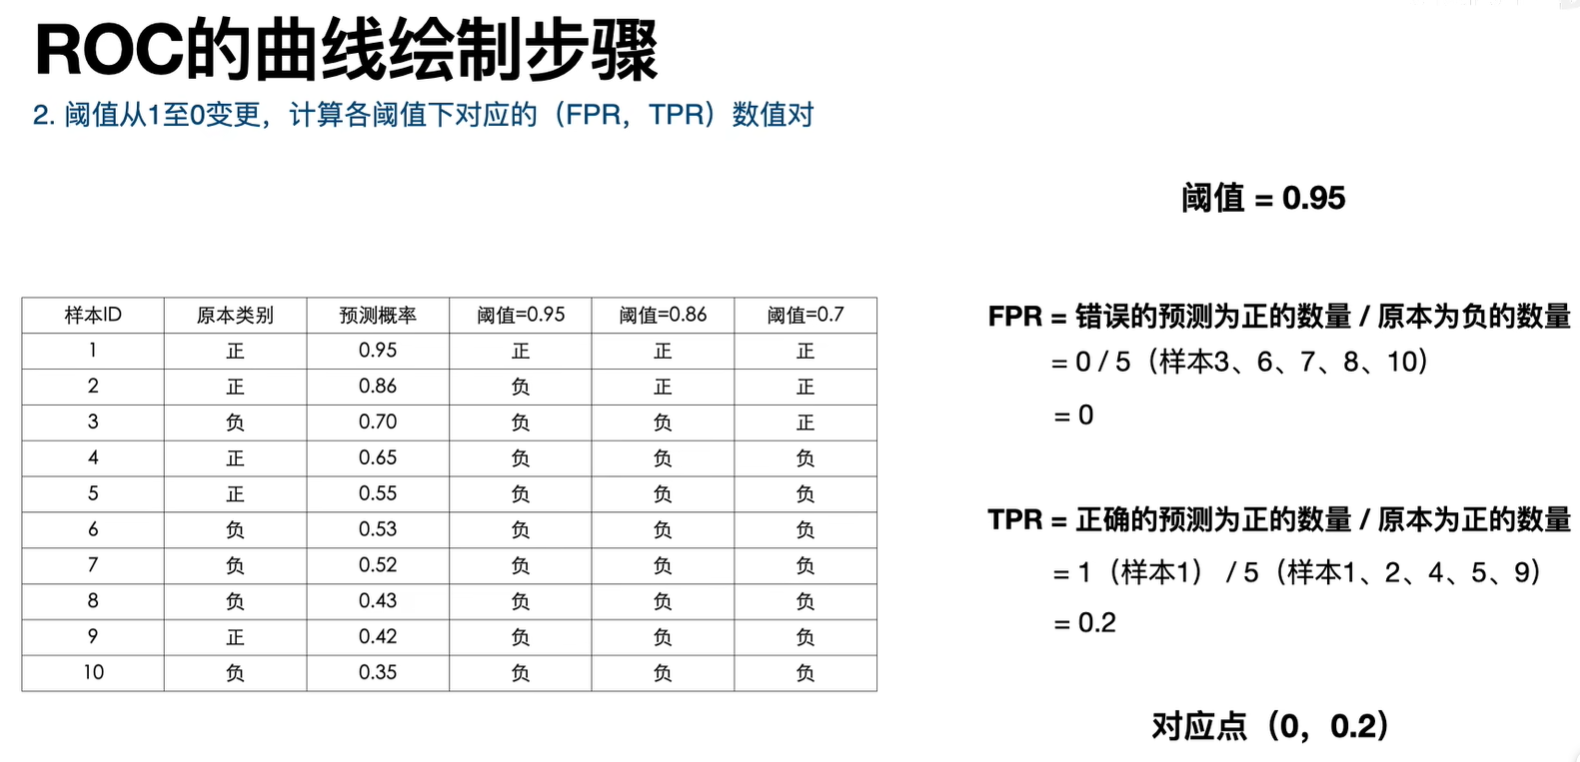 ROC的曲线绘制步骤
2. 阈值从1至0变更，计算各阈值下对应的（FPR，TPR）数值对
阈值 = 0.95
样本ID 原本类别 预测概率 阈值=0.95 阈值=0.86 阈值=0.7
1 正 0.95 正 正 正
2 正 0.86 负 正 正
3 负 0.70 负 负 正
4 正 0.65 负 负 负
5 正 0.55 负 负 负
6 负 0.53 负 负 负
7 负 0.52 负 负 负
8 负 0.43 负 负 负
9 正 0.42 负 负 负
10 负 0.35 负 负 负
FPR = 错误的预测为正的数量 / 原本为负的数量
= 0 / 5（样本3、6、7、8、10）
= 0
TPR = 正确的预测为正的数量 / 原本为正的数量
= 1（样本1） / 5（样本1、2、4、5、9）
= 0.2
对应点（0，0.2）